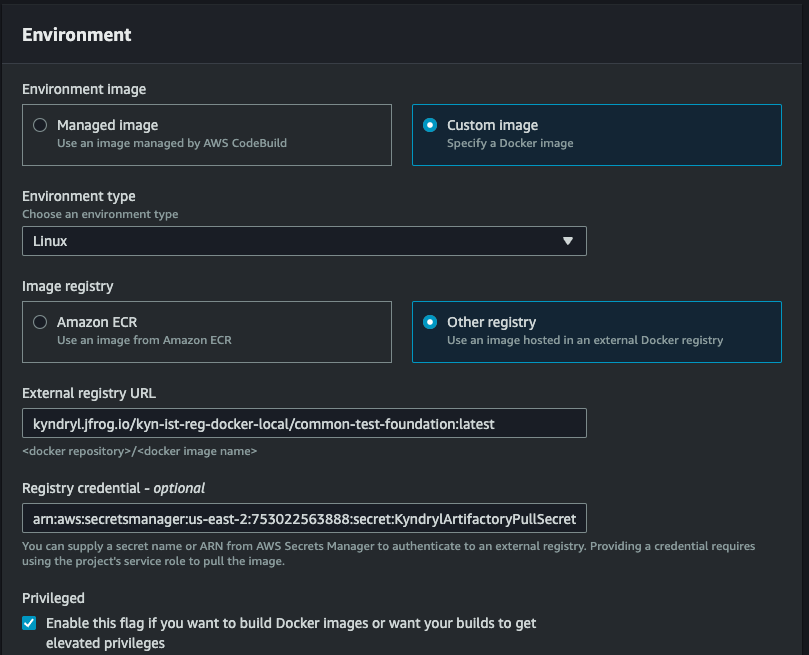 Environment
Environment image
Managed image
Use an image managed by AWS CodeBuild
Custom image
Specify a Docker image
Environment type
Choose an environment type
Linux
Image registry
Amazon ECR
Use an image from Amazon ECR
Other registry
Use an image hosted in an external Docker registry
External registry URL
kyndryl.jfrog.io/kyn-ist-reg-docker-local/common-test-foundation:latest
<docker repository>/<docker image name>
Registry credential - optional
arn:aws:secretsmanager:us-east-2:753022563888:secret:KyndrylArtifactoryPullSecret
You can supply a secret name or ARN from AWS Secrets Manager to authenticate to an external registry. Providing a credential requires
using the project's service role to pull the image.
Privileged
Enable this flag if you want to build Docker images or want your builds to get
elevated privileges